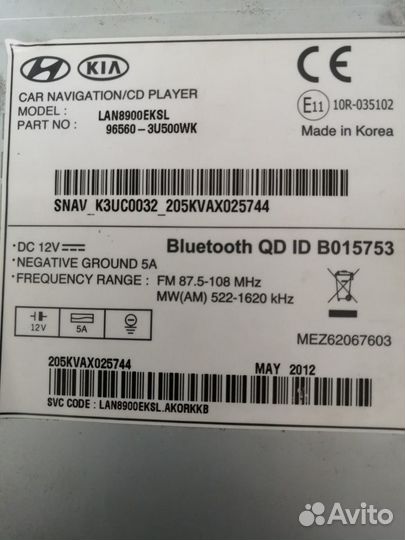 HYUNDAI KIA CE
CAR NAVIGATION/CD PLAYER
MODEL : LAN8900EKSL
PART NO : 96560-3U500WK
E11 10R-035102
Made in Korea
SNAV_K3UC0032_205KVAX025744
•DC 12V
Bluetooth QD ID B015753
•NEGATIVE GROUND 5A
•FREQUENCY RANGE : FM 87.5-108 MHz
MW(AM) 522-1620 kHz
12V 5A
MEZ62067603
205KVAX025744
MAY 2012
SVC CODE : LAN8900EKSL.AKORKKB
Avito